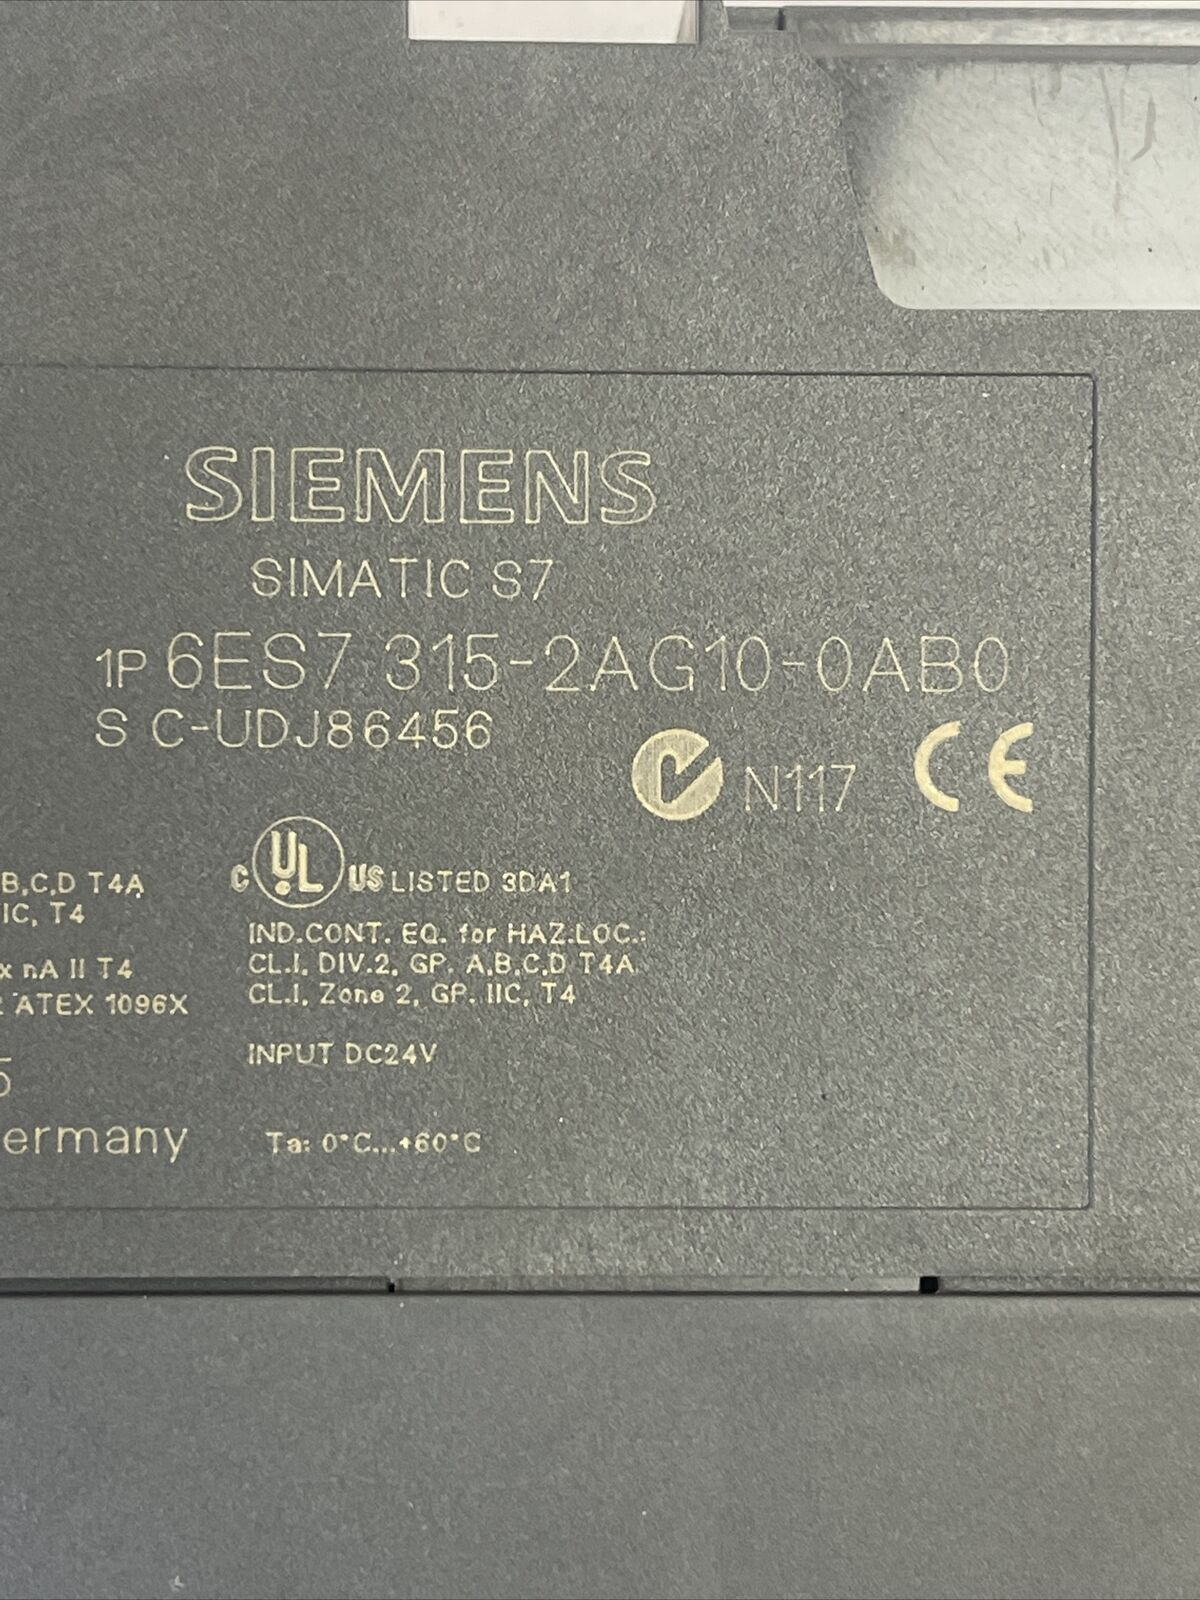 SIEMENS
SIMATIC S7
1P 6ES7 315-2AG10-0AB0
S C-UDJ86456
N117 CE
C UL US LISTED 3DA1
B,C,D T4A
IC, T4
IND.CONT. EQ. for HAZ.LOC.:
CL.I, DIV.2, GP. A,B,C,D T4A
CL.I, Zone 2, GP. IIC, T4
x nA II T4
ATEX 1096X
INPUT DC24V
ermany
Ta: 0°C...+60°C